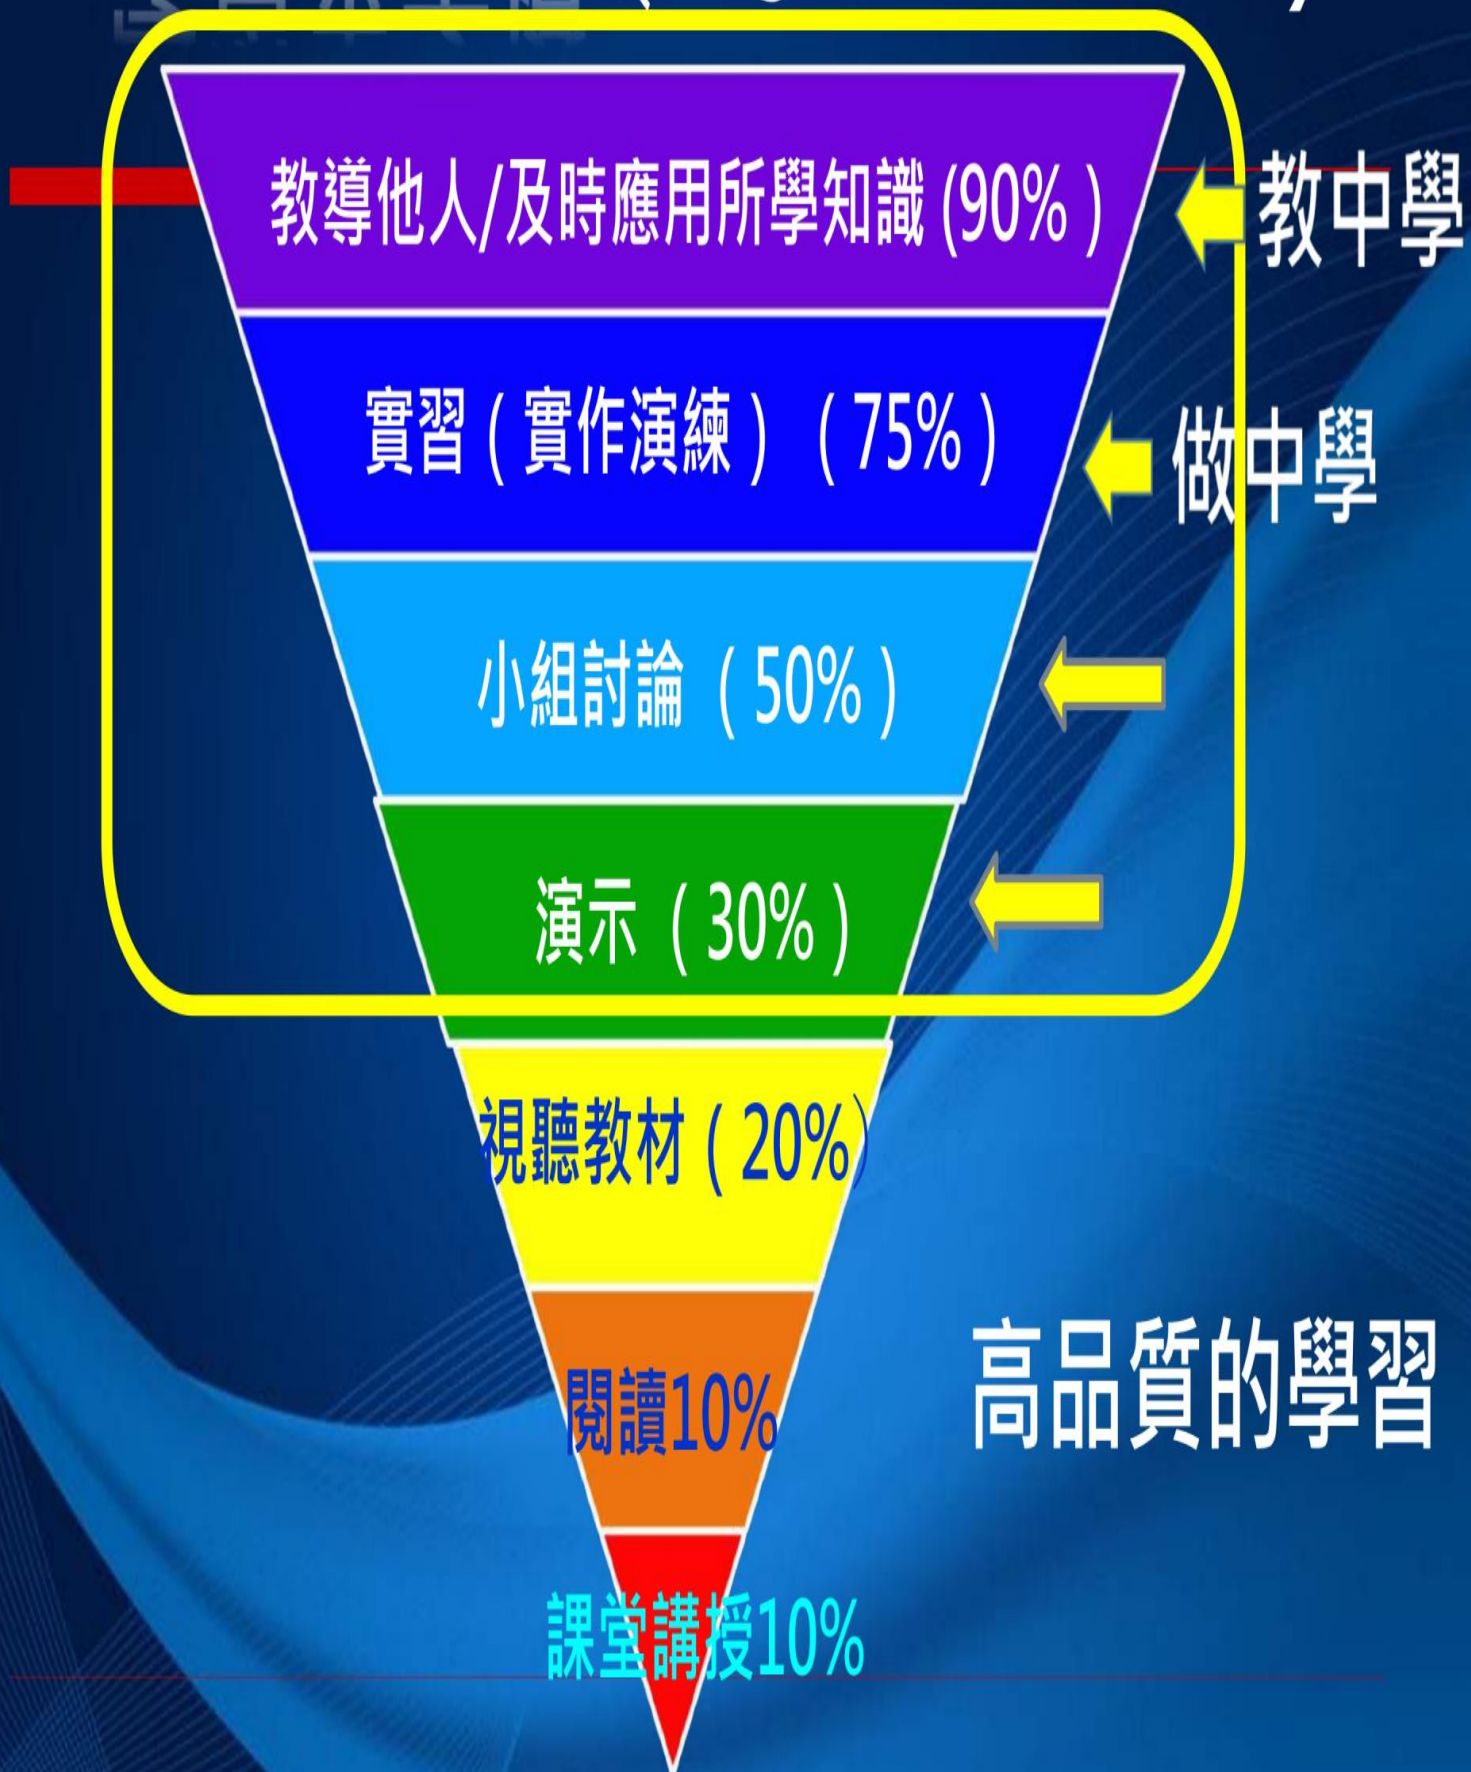 教導他人/及時應用所學知識 (90% )
教中學
實習 ( 實作演練 ) ( 75% )
做中學
小組討論 ( 50% )
演示 ( 30% )
視聽教材 ( 20%）
閱讀10%
高品質的學習
課堂講授10%